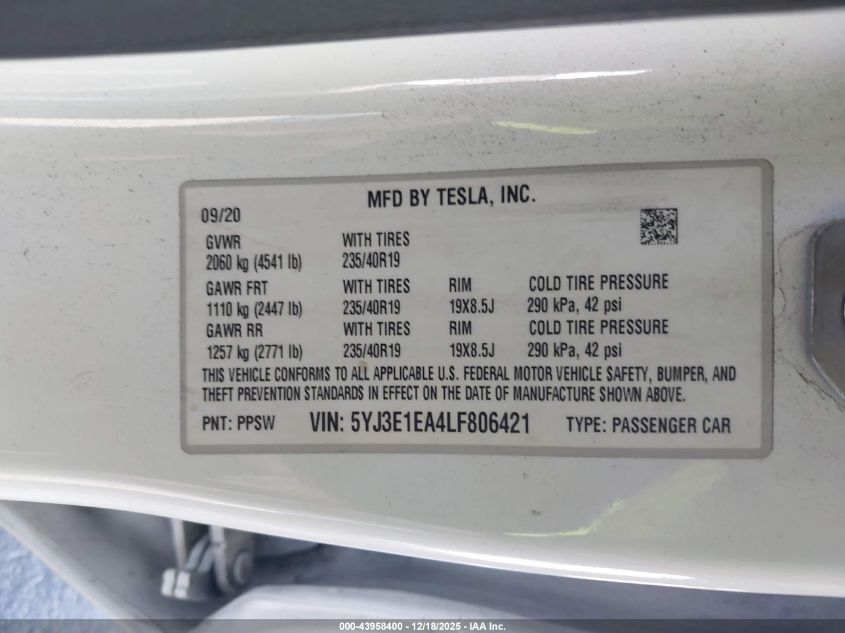 MFD BY TESLA, INC.
09/20
GVWR WITH TIRES
2060 kg (4541 lb) 235/40R19
GAWR FRT WITH TIRES RIM COLD TIRE PRESSURE
1110 kg (2447 lb) 235/40R19 19X8.5J 290 kPa, 42 psi
GAWR RR WITH TIRES RIM COLD TIRE PRESSURE
1257 kg (2771 lb) 235/40R19 19X8.5J 290 kPa, 42 psi
THIS VEHICLE CONFORMS TO ALL APPLICABLE U.S. FEDERAL MOTOR VEHICLE SAFETY, BUMPER, AND
THEFT PREVENTION STANDARDS IN EFFECT ON THE DATE OF MANUFACTURE SHOWN ABOVE.
PNT: PPSW VIN: 5YJ3E1EA4LF806421 TYPE: PASSENGER CAR
000-43958400 - 12/18/2025 - IAA Inc.